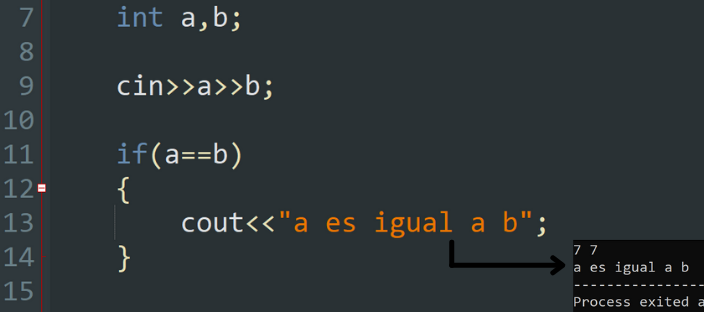 7 int a,b;
8
9 cin>>a>>b;
10
11 if(a==b)
12 {
13 cout<<"a es igual a b";
14 }
15
7 7
a es igual a b
----------------
Process exited a